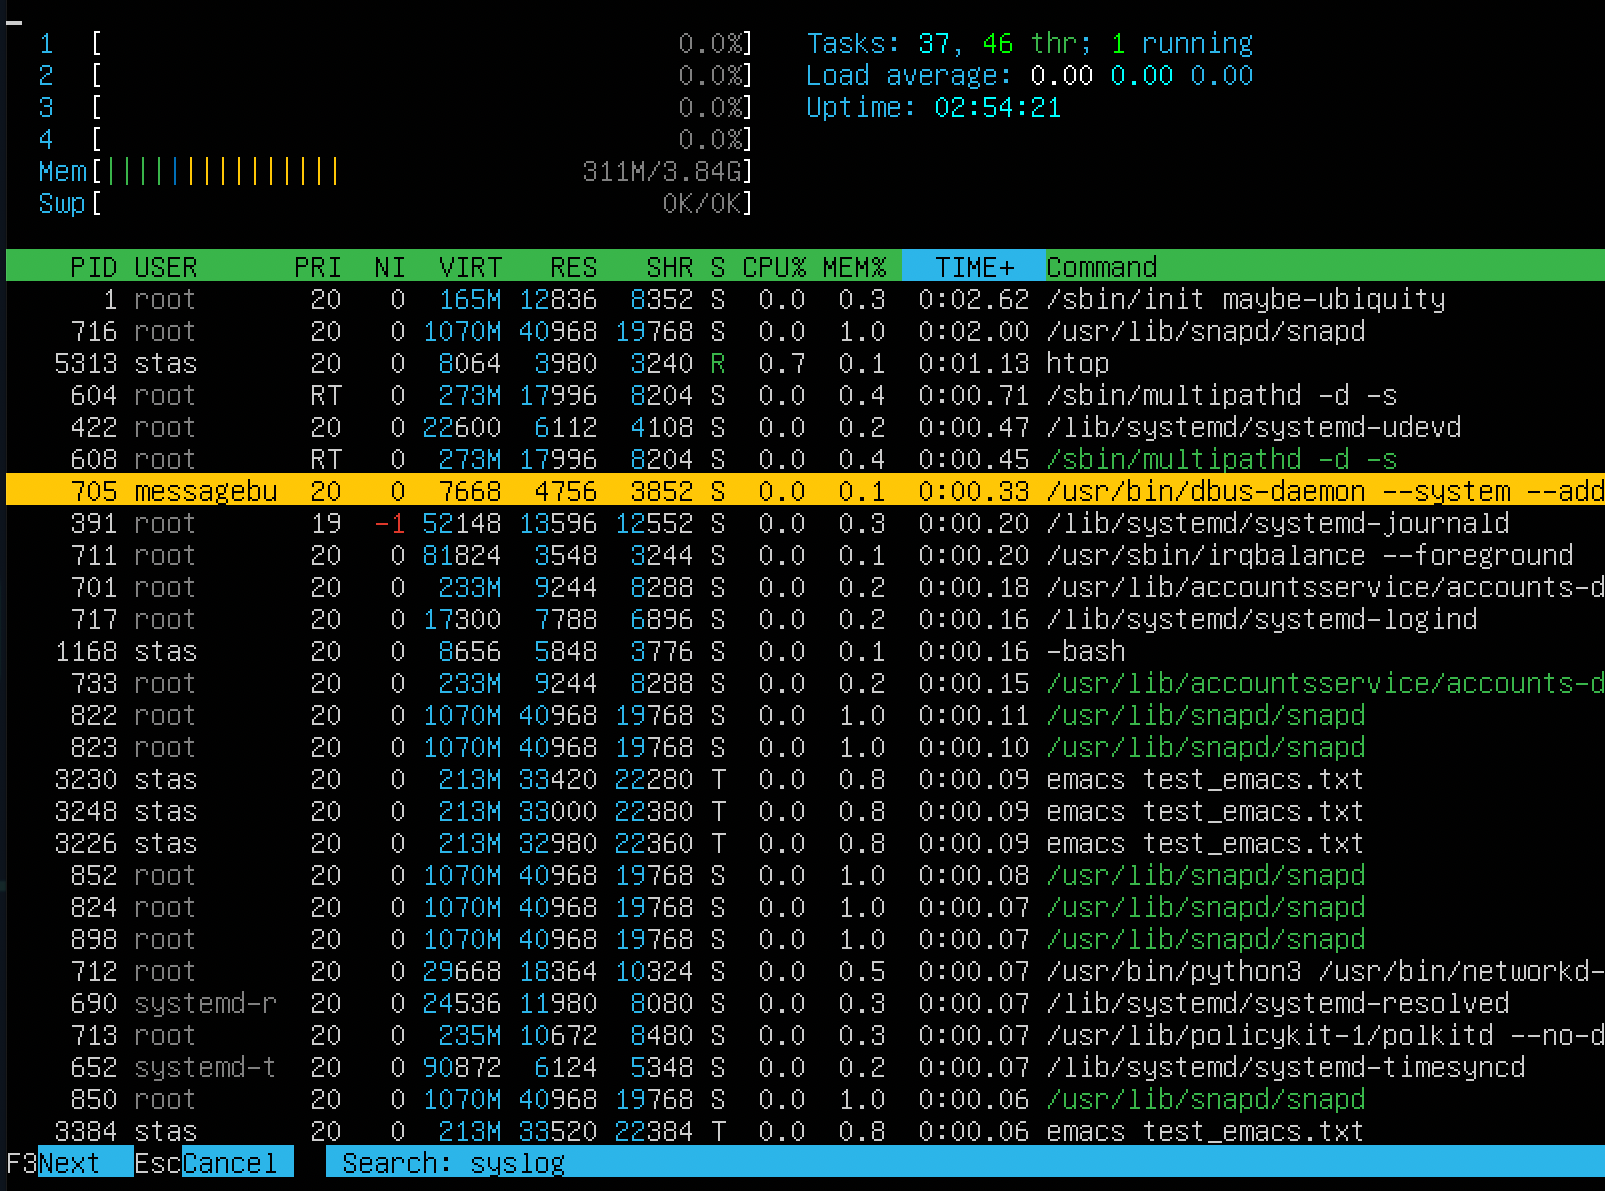 1 [ 0.0%] Tasks: 37, 46 thr; 1 running
2 [ 0.0%] Load average: 0.00 0.00 0.00
3 [ 0.0%] Uptime: 02:54:21
4 [ 0.0%]
Mem[||||||||||||||| 311M/3.84G]
Swp[ 0K/0K]
PID USER PRI NI VIRT RES SHR S CPU% MEM% TIME+ Command
1 root 20 0 165M 12836 8352 S 0.0 0.3 0:02.62 /sbin/init maybe-ubiquity
716 root 20 0 1070M 40968 19768 S 0.0 1.0 0:02.00 /usr/lib/snapd/snapd
5313 stas 20 0 8064 3980 3240 R 0.7 0.1 0:01.13 htop
604 root RT 0 273M 17996 8204 S 0.0 0.4 0:00.71 /sbin/multipathd -d -s
422 root 20 0 22600 6112 4108 S 0.0 0.2 0:00.47 /lib/systemd/systemd-udevd
608 root RT 0 273M 17996 8204 S 0.0 0.4 0:00.45 /sbin/multipathd -d -s
705 messagebu 20 0 7668 4756 3852 S 0.0 0.1 0:00.33 /usr/bin/dbus-daemon --system --add
391 root 19 -1 52148 13596 12552 S 0.0 0.3 0:00.20 /lib/systemd/systemd-journald
711 root 20 0 81824 3548 3244 S 0.0 0.1 0:00.20 /usr/sbin/irqbalance --foreground
701 root 20 0 233M 9244 8288 S 0.0 0.2 0:00.18 /usr/lib/accountsservice/accounts-d
717 root 20 0 17300 7788 6896 S 0.0 0.2 0:00.16 /lib/systemd/systemd-logind
1168 stas 20 0 8656 5848 3776 S 0.0 0.1 0:00.16 -bash
733 root 20 0 233M 9244 8288 S 0.0 0.2 0:00.15 /usr/lib/accountsservice/accounts-d
822 root 20 0 1070M 40968 19768 S 0.0 1.0 0:00.11 /usr/lib/snapd/snapd
823 root 20 0 1070M 40968 19768 S 0.0 1.0 0:00.10 /usr/lib/snapd/snapd
3230 stas 20 0 213M 33420 22280 T 0.0 0.8 0:00.09 emacs test_emacs.txt
3248 stas 20 0 213M 33000 22380 T 0.0 0.8 0:00.09 emacs test_emacs.txt
3226 stas 20 0 213M 32980 22360 T 0.0 0.8 0:00.09 emacs test_emacs.txt
852 root 20 0 1070M 40968 19768 S 0.0 1.0 0:00.08 /usr/lib/snapd/snapd
824 root 20 0 1070M 40968 19768 S 0.0 1.0 0:00.07 /usr/lib/snapd/snapd
898 root 20 0 1070M 40968 19768 S 0.0 1.0 0:00.07 /usr/lib/snapd/snapd
712 root 20 0 29668 18364 10324 S 0.0 0.5 0:00.07 /usr/bin/python3 /usr/bin/networkd-
690 systemd-r 20 0 24536 11980 8080 S 0.0 0.3 0:00.07 /lib/systemd/systemd-resolved
713 root 20 0 235M 10672 8480 S 0.0 0.3 0:00.07 /usr/lib/policykit-1/polkitd --no-d
652 systemd-t 20 0 90872 6124 5348 S 0.0 0.2 0:00.07 /lib/systemd/systemd-timesyncd
850 root 20 0 1070M 40968 19768 S 0.0 1.0 0:00.06 /usr/lib/snapd/snapd
3384 stas 20 0 213M 33520 22384 T 0.0 0.8 0:00.06 emacs test_emacs.txt
F3Next EscCancel Search: syslog